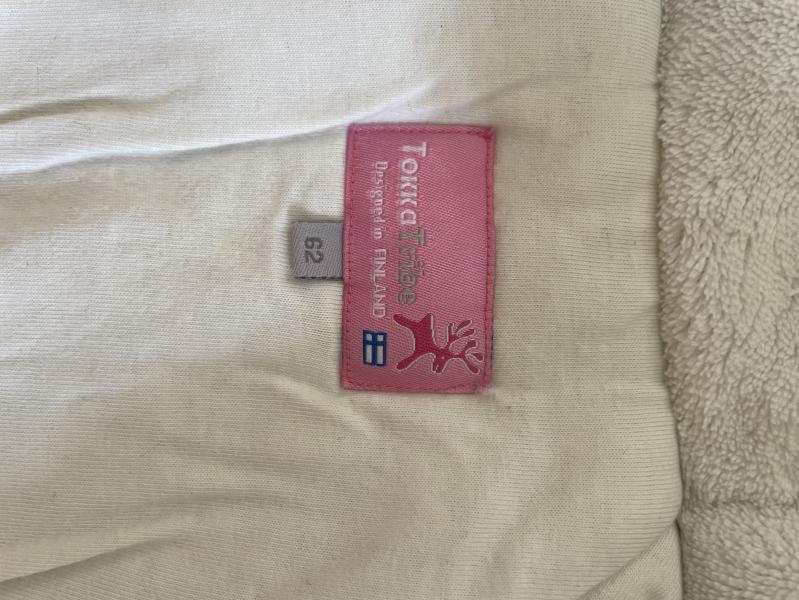 TokkaTribe
Designed in FINLAND
62